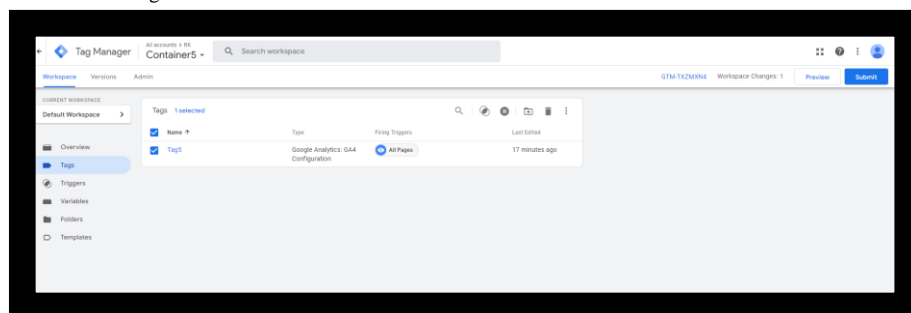 All accounts > RK
Tag Manager
Container5
Search workspace
Workspace
Versions
Admin
GTM-TXZMXN4
Workspace Changes: 1
Preview
Submit
CURRENT WORKSPACE
Default Workspace
Overview
Tags
Triggers
Variables
Folders
Templates
Tags 1 selected
Name Type Firing Triggers Last Edited
Tag5 Google Analytics: GA4 All Pages 17 minutes ago
Configuration